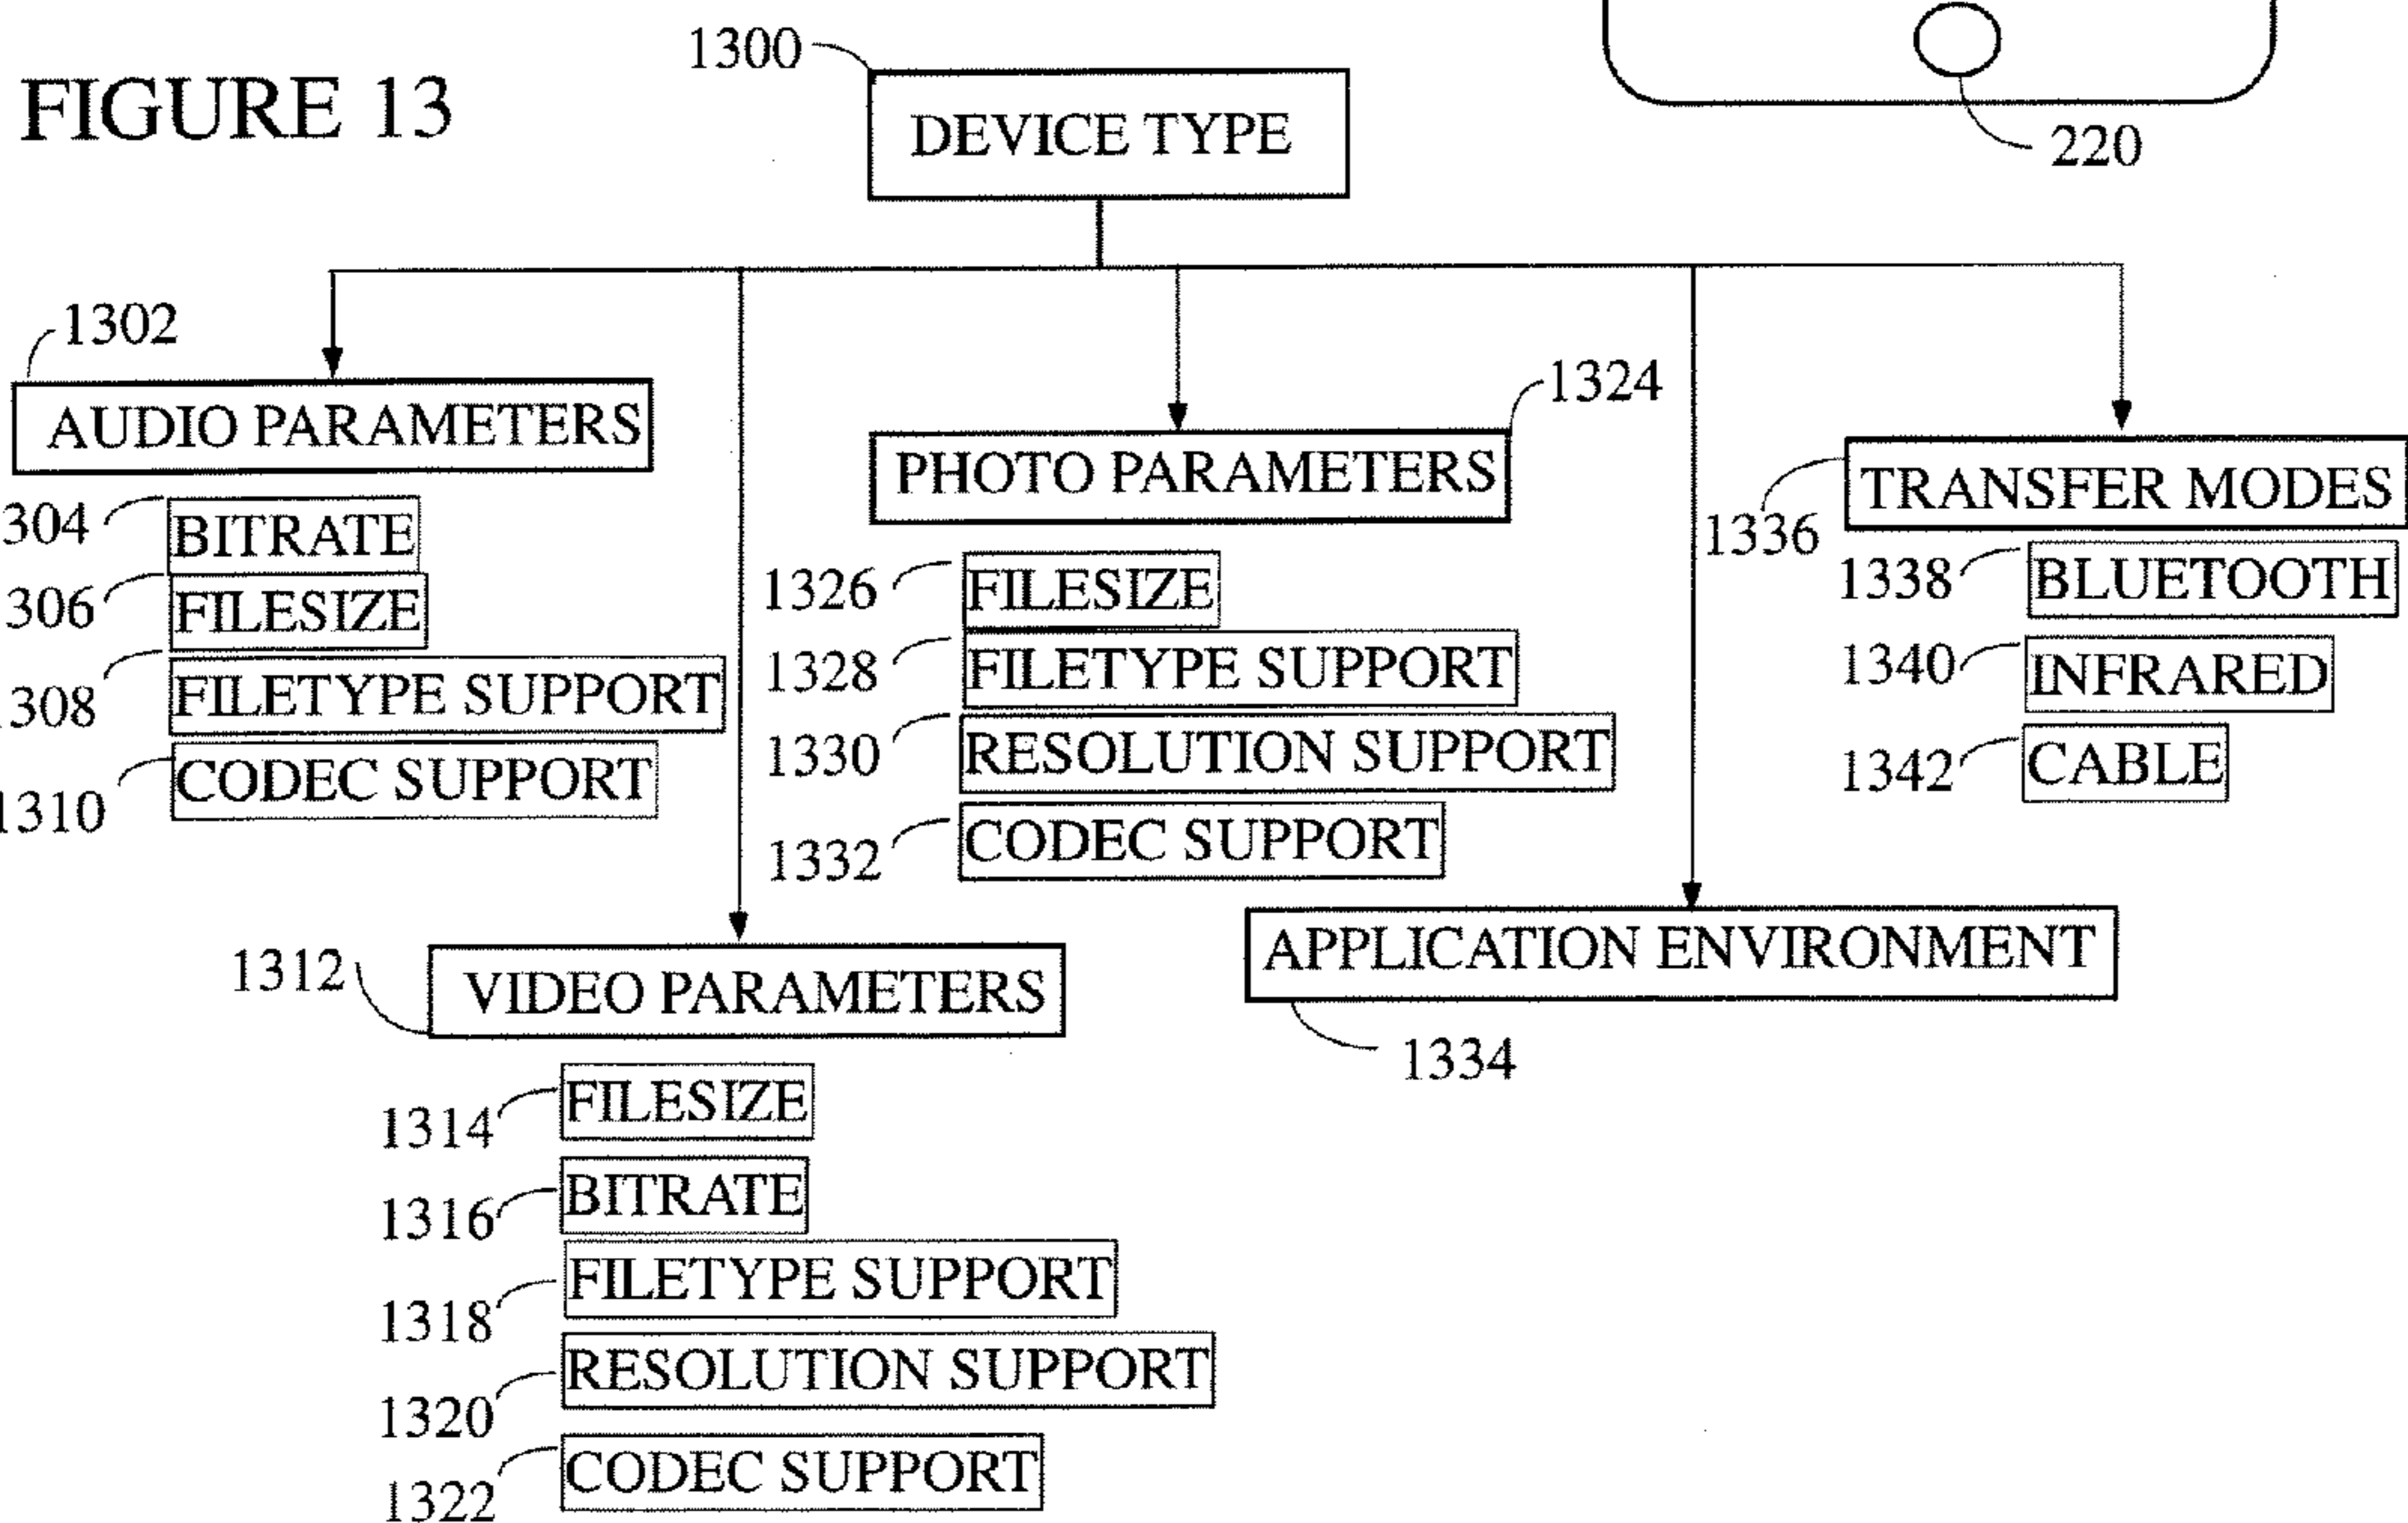 FIGURE 13
1300
DEVICE TYPE
220
1302
AUDIO PARAMETERS
304
BITRATE
306
FILESIZE
1308
FILETYPE SUPPORT
1310
CODEC SUPPORT
1324
PHOTO PARAMETERS
1326
FILESIZE
1328
FILETYPE SUPPORT
1330
RESOLUTION SUPPORT
1332
CODEC SUPPORT
1336
TRANSFER MODES
1338
BLUETOOTH
1340
INFRARED
1342
CABLE
1312
VIDEO PARAMETERS
1314
FILESIZE
1316
BITRATE
1318
FILETYPE SUPPORT
1320
RESOLUTION SUPPORT
1322
CODEC SUPPORT
APPLICATION ENVIRONMENT
1334